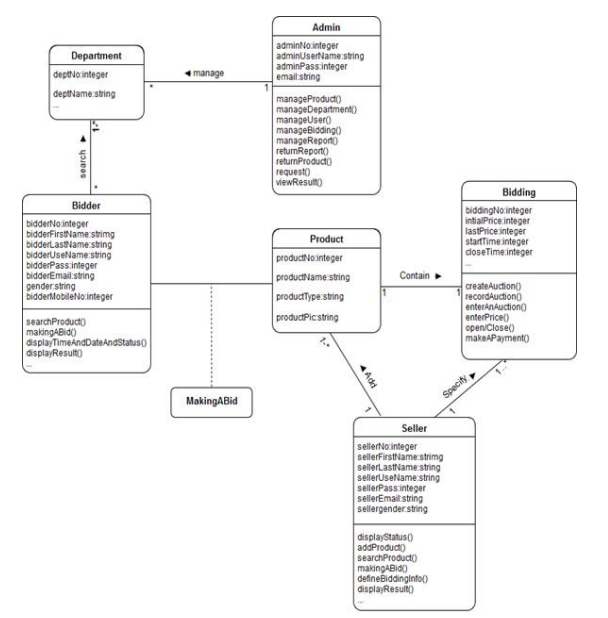 Admin
adminNo:integer
adminUserName:string
adminPass:integer
email:string
manageProduct()
manageDepartment()
manageUser()
manageBidding()
manageReport()
returnReport()
returnProduct()
request()
viewResult()
Department
deptNo:integer
deptName:string
...
◄ manage
*
1
1..*
search ►
*
Bidder
bidderNo:integer
bidderFirstName:strimg
bidderLastName:string
bidderUseName:string
bidderPass:integer
bidderEmail:string
gender:string
bidderMobileNo:integer
searchProduct()
makingABid()
displayTimeAndDateAndStatus()
displayResult()
...
Product
productNo:integer
productName:string
productType:string
productPic:string
Contain ►
1
1
Bidding
biddingNo:integer
intialPrice:integer
lastPrice:integer
startTime:integer
closeTime:integer
...
createAuction()
recordAuction()
enterAnAuction()
enterPrice()
open/Close()
makeAPayment()
MakingABid
1..*
◄ Add
1
Specify ►
1...*
1
Seller
sellerNo:integer
sellerFirstName:strimg
sellerLastName:string
sellerUseName:string
sellerPass:integer
sellerEmail:string
sellergender:string
displayStatus()
addProduct()
searchProduct()
makingABid()
defineBiddingInfo()
displayResult()
...